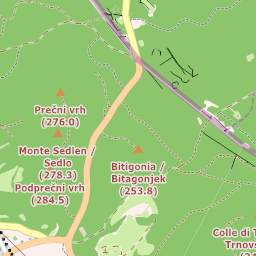 Prečni vrh
(276.0)
Monte Sedlen /
Sedlo
(278.3)
Podprečni vrh
(284.5)
Bitigonia /
Bitagonjek
(253.8)
Colle di
Trnovs